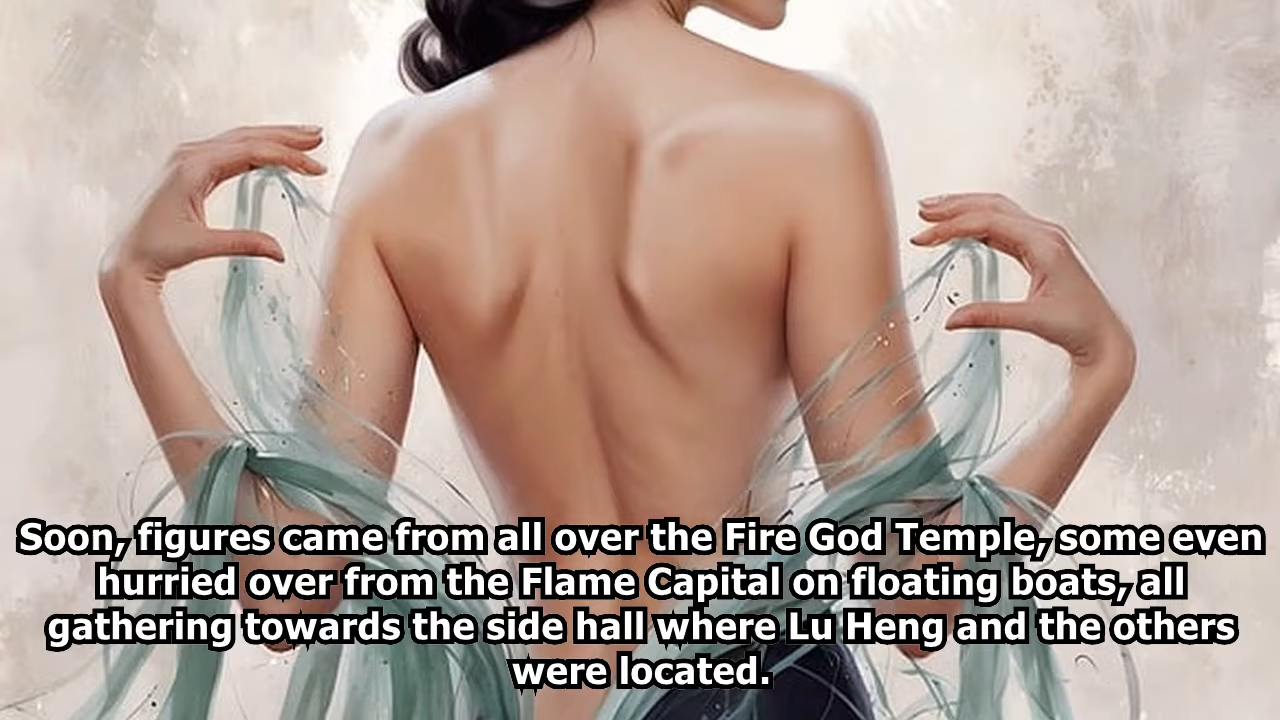 Soon, figures came from all over the Fire God Temple, some even
hurried over from the Flame Capital on floating boats, all
gathering towards the side hall where Lu Heng and the others
were located.